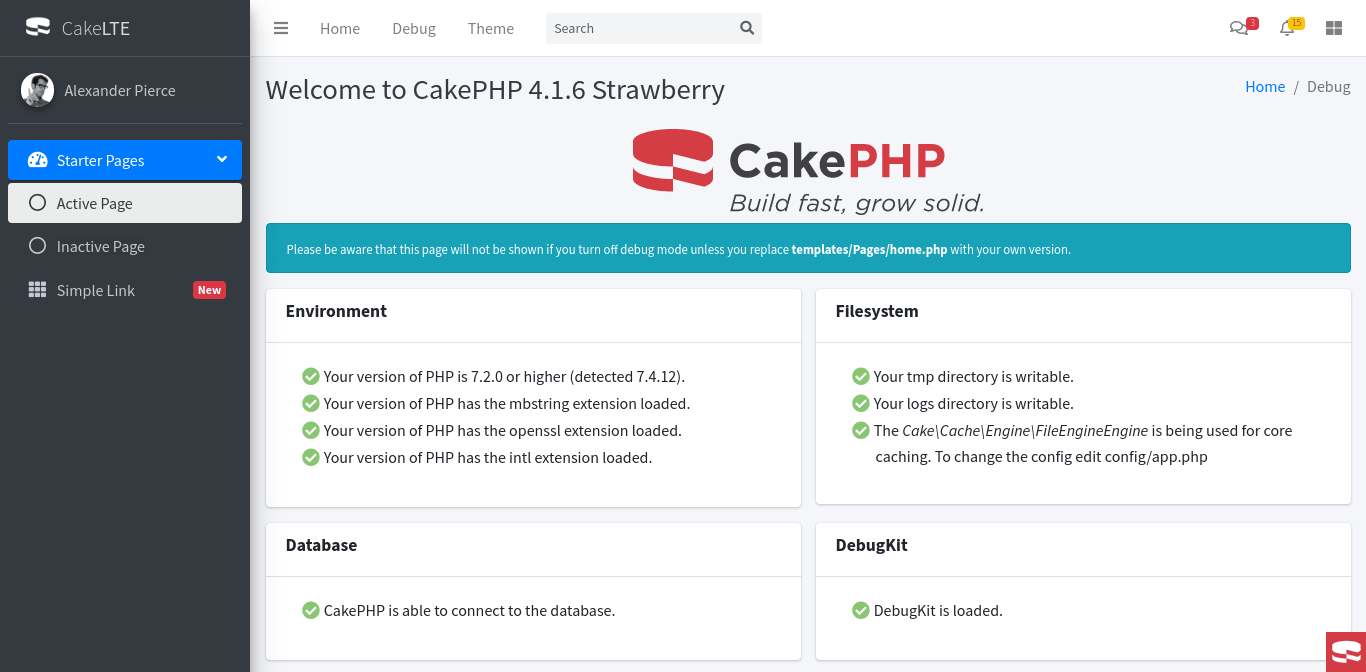 CakeLTE
Home Debug Theme Search 3 15
Alexander Pierce
Starter Pages
Active Page
Inactive Page
Simple Link New
Welcome to CakePHP 4.1.6 Strawberry
Home / Debug
CakePHP
Build fast, grow solid.
Please be aware that this page will not be shown if you turn off debug mode unless you replace templates/Pages/home.php with your own version.
Environment
Your version of PHP is 7.2.0 or higher (detected 7.4.12).
Your version of PHP has the mbstring extension loaded.
Your version of PHP has the openssl extension loaded.
Your version of PHP has the intl extension loaded.
Filesystem
Your tmp directory is writable.
Your logs directory is writable.
The Cake\Cache\Engine\FileEngineEngine is being used for core
caching. To change the config edit config/app.php
Database
CakePHP is able to connect to the database.
DebugKit
DebugKit is loaded.